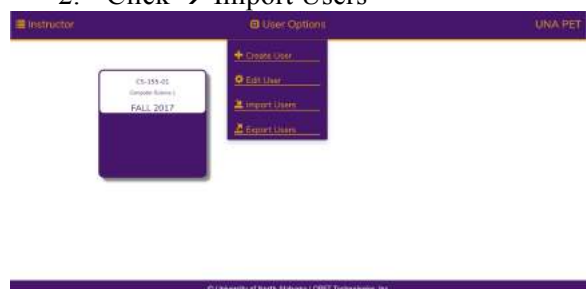 2. Click → Import Users
Instructor
User Options
UNA PET
Create User
Edit User
Import Users
Export Users
CS-155-01
Computer Science I
FALL 2017
© University of North Alabama | OPET Technologies, Inc.